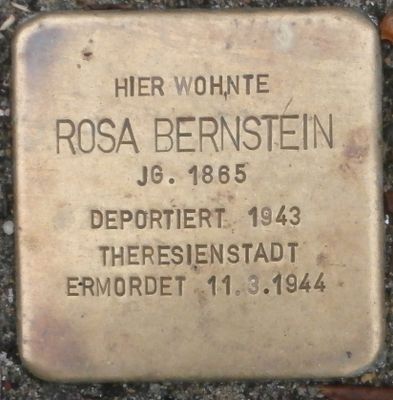 HIER WOHNTE
ROSA BERNSTEIN
JG. 1865
DEPORTIERT 1943
THERESIENSTADT
ERMORDET 11.3.1944